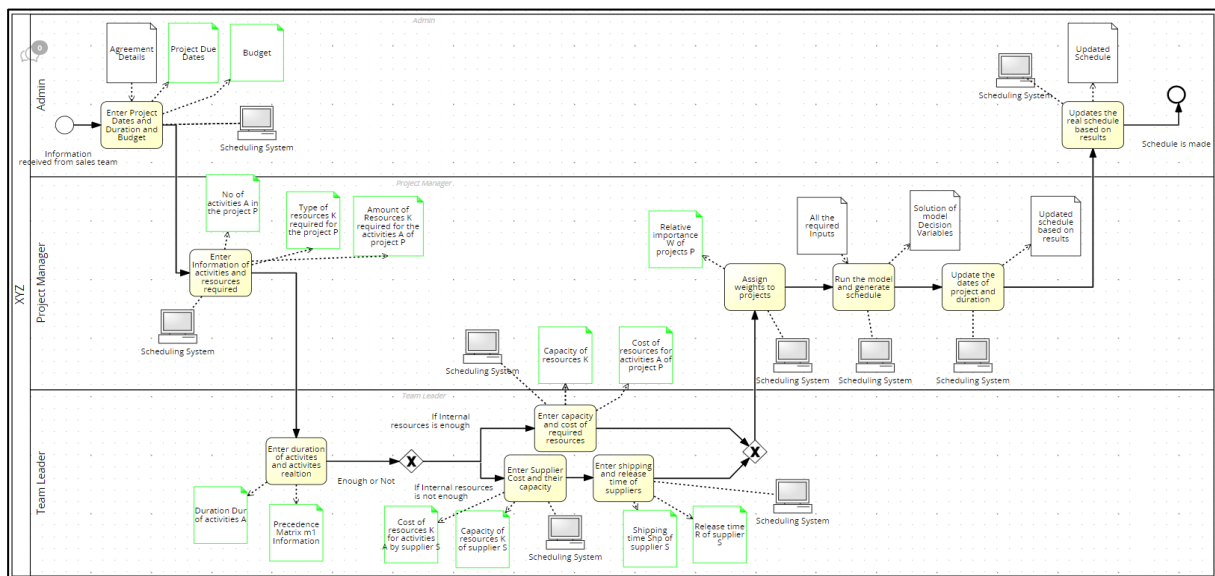 Admin
0
Agreement
Details
Project Due
Dates
Budget
Admin
Enter Project
Dates and
Duration and
Budget
Scheduling System
Information
received from sales team
Updated
Schedule
Scheduling System
Updates the
real schedule
based on
results
Schedule is made
XYZ
Project Manager
Project Manager
No of
activities A in
the project P
Type of
resources K
required for
the project P
Amount of
Resources K
required for the
activities A of
project P
Enter
Information of
activities and
resources
required
Scheduling System
Relative
importance
W of
projects P
All the
required
Inputs
Solution of
model
Decision
Variables
Updated
schedule
based on
results
Assign
weights to
projects
Run the model
and generate
schedule
Update the
dates of
project and
duration
Scheduling System
Scheduling System
Scheduling System
Scheduling System
Capacity of
resources K
Cost of
resources for
activities A of
project P
Team Leader
Team Leader
Enter duration
of activities
and activites
realtion
Enough or Not
If Internal
resources is enough
If Internal resources
is not enough
Enter capacity
and cost of
required
resources
Enter Supplier
Cost and their
capacity
Enter shipping
and release
time of
suppliers
Duration Dur
of activities A
Precedence
Matrix m1
Information
Cost of
resources K
for activities
A by supplier S
Capacity of
resources K
of supplier S
Scheduling System
Shipping
time Shp of
supplier S
Release time
R of supplier
S
Scheduling System